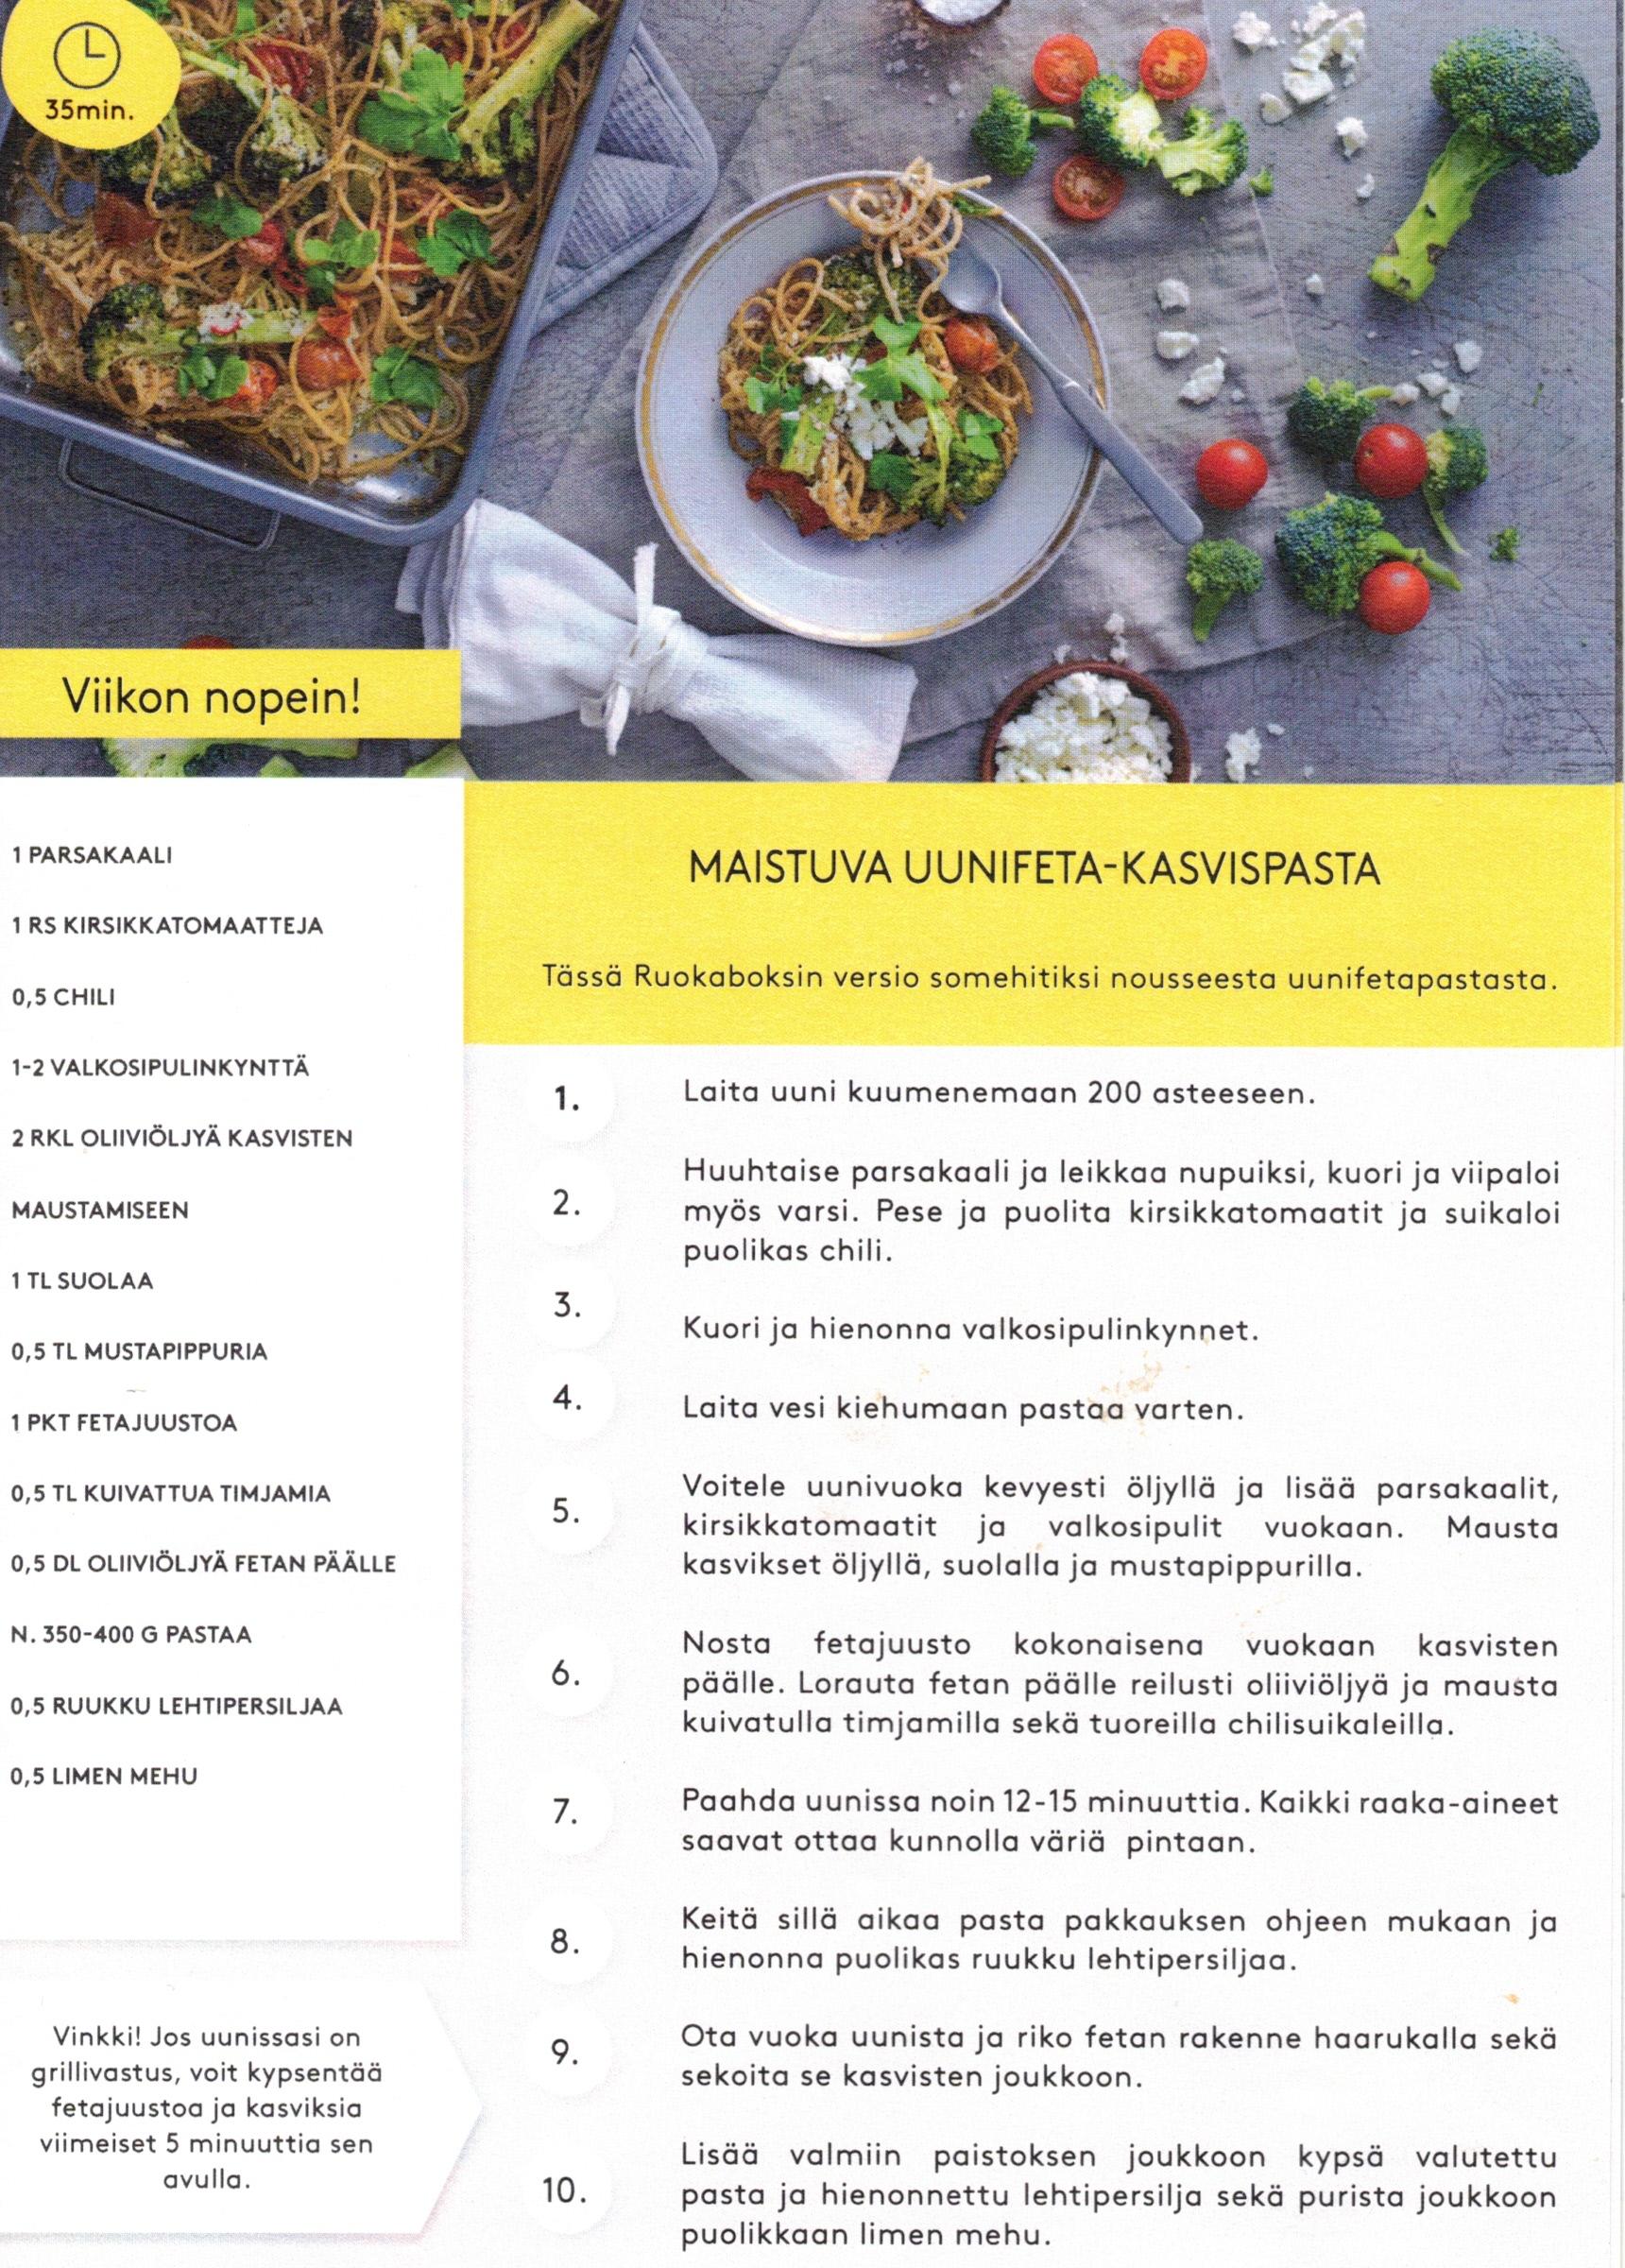 35min.
Viikon nopein!
1 PARSAKAALI
1 RS KIRSIKKATOMAATTEJA
0,5 CHILI
1-2 VALKOSIPULINKYNTTÄ
2 RKL OLIIVIÖLJYÄ KASVISTEN
MAUSTAMISEEN
1 TL SUOLAA
0,5 TL MUSTAPIPPURIA
1 PKT FETAJUUSTOA
0,5 TL KUIVATTUA TIMJAMIA
0,5 DL OLIIVIÖLJYÄ FETAN PÄÄLLE
N. 350-400 G PASTAA
0,5 RUUKKU LEHTIPERSILJAA
0,5 LIMEN MEHU
Vinkki! Jos uunissasi on
grillivastus, voit kypsentää
fetajuustoa ja kasviksia
viimeiset 5 minuuttia sen
avulla.
MAISTUVA UUNIFETA-KASVISPASTA
Tässä Ruokaboksin versio somehitiksi nousseesta uunifetapastasta.
1. Laita uuni kuumenemaan 200 asteeseen.
2. Huuhtaise parsakaali ja leikkaa nupuiksi, kuori ja viipaloi
myös varsi. Pese ja puolita kirsikkatomaatit ja suikaloi
puolikas chili.
3. Kuori ja hienonna valkosipulinkynnet.
4. Laita vesi kiehumaan pastaa varten.
5. Voitele uunivuoka kevyesti öljyllä ja lisää parsakaalit,
kirsikkatomaatit ja valkosipulit vuokaan. Mausta
kasvikset öljyllä, suolalla ja mustapippurilla.
6. Nosta fetajuusto kokonaisena vuokaan kasvisten
päälle. Lorauta fetan päälle reilusti oliiviöljyä ja mausta
kuivatulla timjamilla sekä tuoreilla chilisuikaleilla.
7. Paahda uunissa noin 12-15 minuuttia. Kaikki raaka-aineet
saavat ottaa kunnolla väriä pintaan.
8. Keitä sillä aikaa pasta pakkauksen ohjeen mukaan ja
hienonna puolikas ruukku lehtipersiljaa.
9. Ota vuoka uunista ja riko fetan rakenne haarukalla sekä
sekoita se kasvisten joukkoon.
10. Lisää valmiin paistoksen joukkoon kypsä valutettu
pasta ja hienonnettu lehtipersilja sekä purista joukkoon
puolikkaan limen mehu.